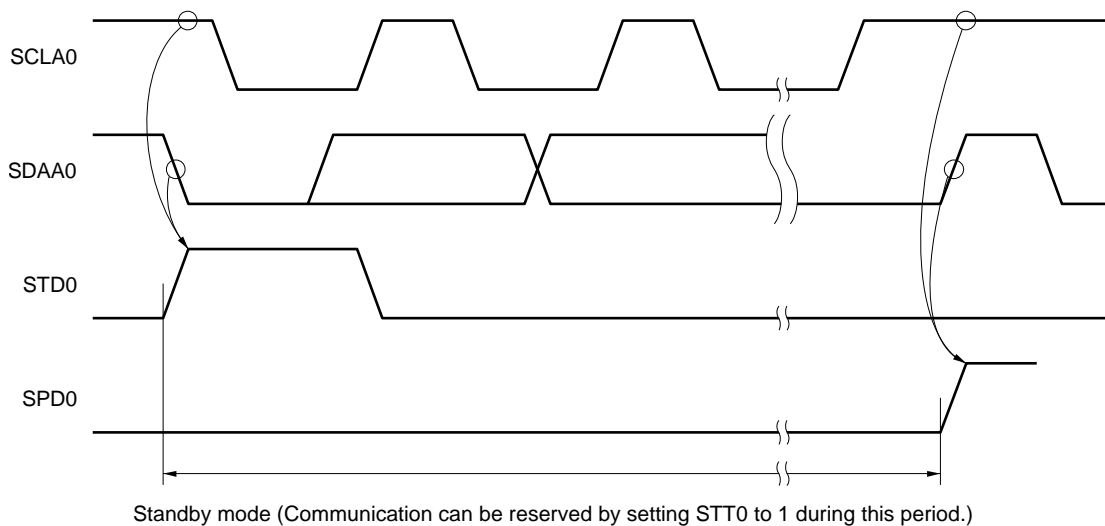 SCLA0
SDAA0
STD0
SPD0
Standby mode (Communication can be reserved by setting STT0 to 1 during this period.)